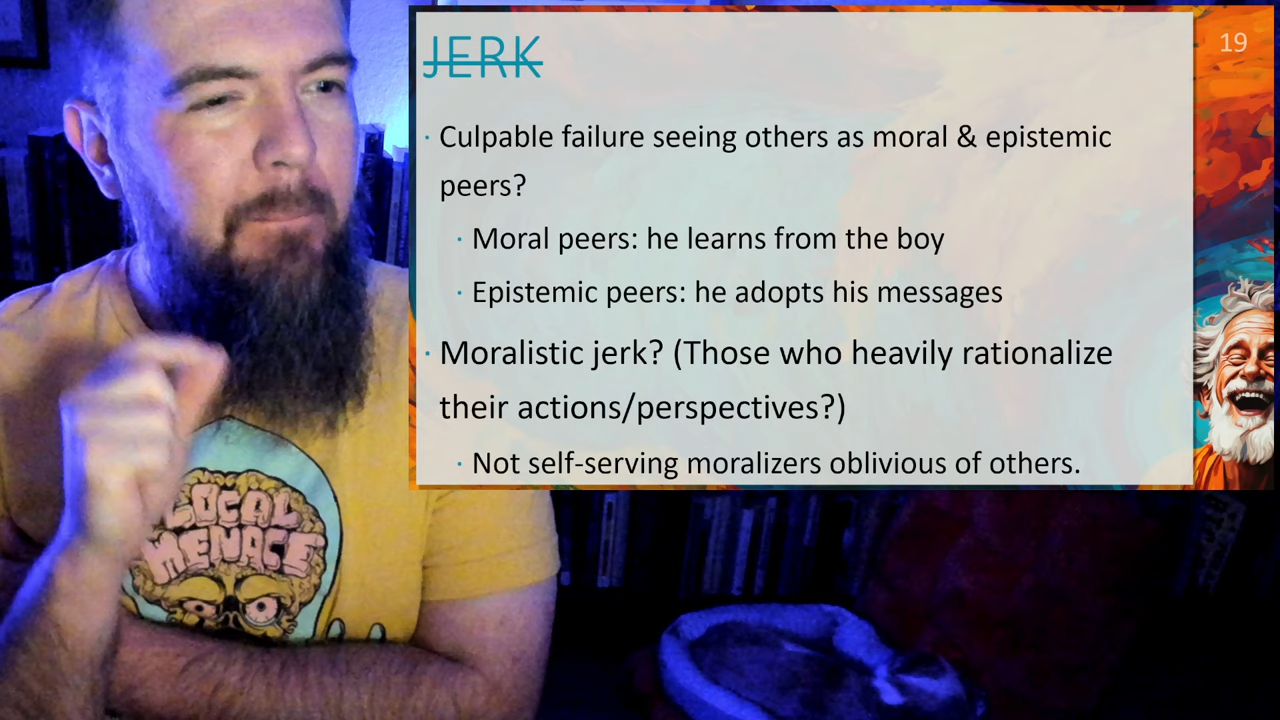 JERK
19
· Culpable failure seeing others as moral & epistemic
peers?
· Moral peers: he learns from the boy
· Epistemic peers: he adopts his messages
· Moralistic jerk? (Those who heavily rationalize
their actions/perspectives?)
· Not self-serving moralizers oblivious of others.
LOCAL
MENACE